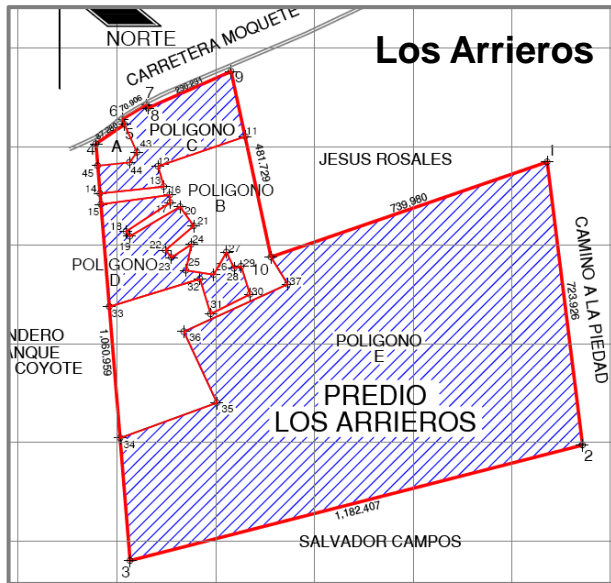 NORTE
CARRETERA MOQUETE
Los Arrieros
9
230.231
7
70.906
8
6
5
POLIGONO
C
11
4
A
43
44
12
JESUS ROSALES
1
45
13
481.729
739.980
14
16
POLIGONO
B
15
17
20
18
21
19
CAMINO A LA PIEDAD
22
24
27
POLIGONO
D
23
25
26
28
29
10
37
723.926
32
30
33
31
NDERO
ANQUE
COYOTE
1,060.959
36
POLIGONO
E
PREDIO
LOS ARRIEROS
35
34
2
1,182.407
SALVADOR CAMPOS
3